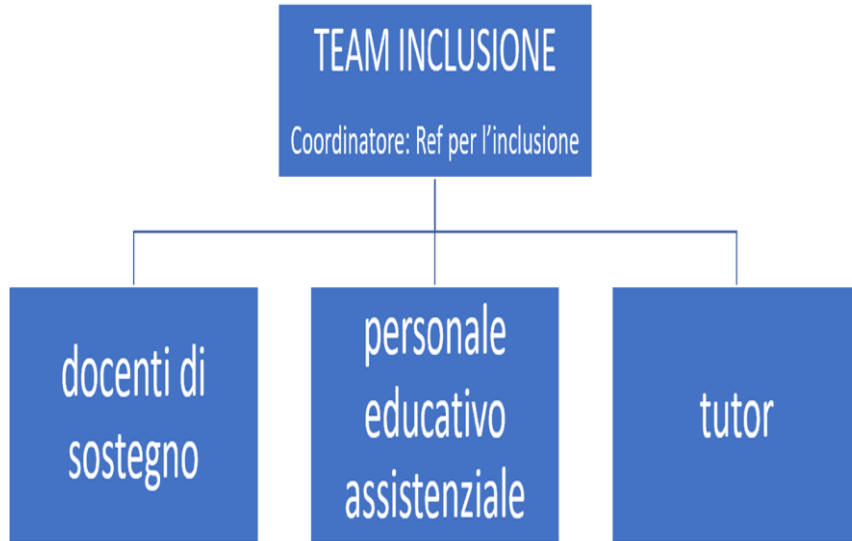 TEAM INCLUSIONE
Coordinatore: Ref per l'inclusione
docenti di
sostegno
personale
educativo
assistenziale
tutor